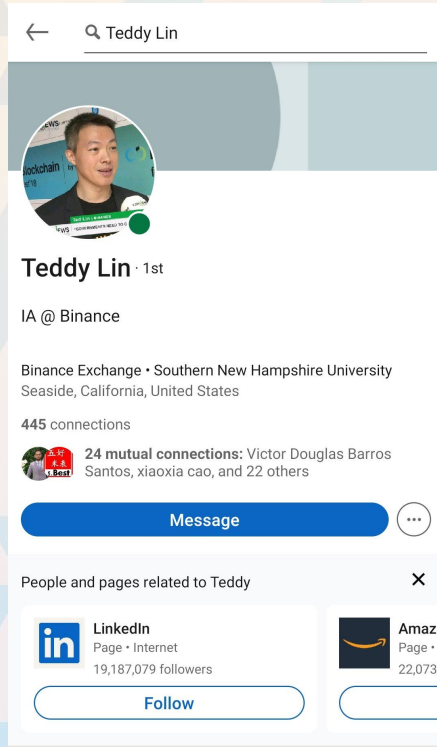 Teddy Lin
Teddy Lin · 1st
IA @ Binance
Binance Exchange • Southern New Hampshire University
Seaside, California, United States
445 connections
24 mutual connections: Victor Douglas Barros
Santos, xiaoxia cao, and 22 others
Message
People and pages related to Teddy
LinkedIn
Page • Internet
19,187,079 followers
Follow
Amaz
Page •
22,073